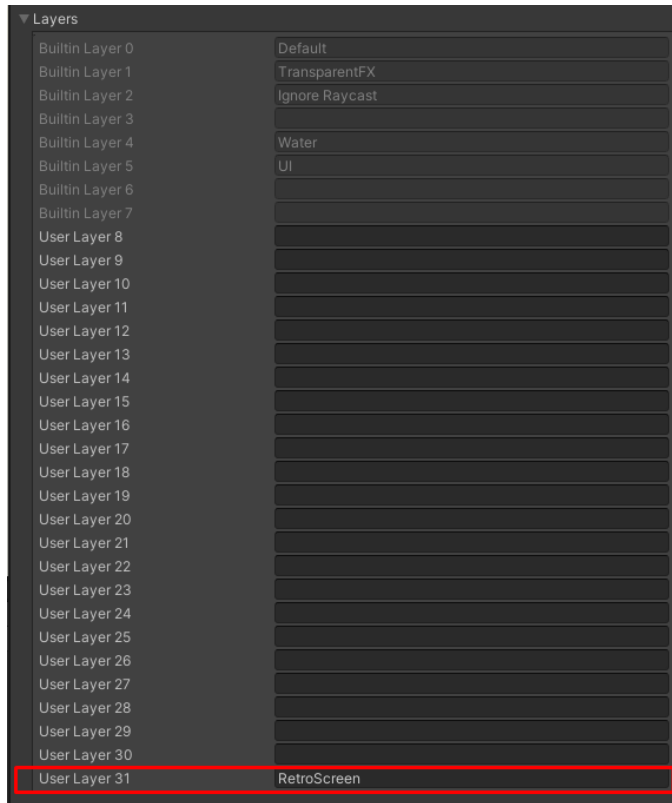 Layers
Builtin Layer 0 Default
Builtin Layer 1 TransparentFX
Builtin Layer 2 Ignore Raycast
Builtin Layer 3
Builtin Layer 4 Water
Builtin Layer 5 UI
Builtin Layer 6
Builtin Layer 7
User Layer 8
User Layer 9
User Layer 10
User Layer 11
User Layer 12
User Layer 13
User Layer 14
User Layer 15
User Layer 16
User Layer 17
User Layer 18
User Layer 19
User Layer 20
User Layer 21
User Layer 22
User Layer 23
User Layer 24
User Layer 25
User Layer 26
User Layer 27
User Layer 28
User Layer 29
User Layer 30
User Layer 31 RetroScreen